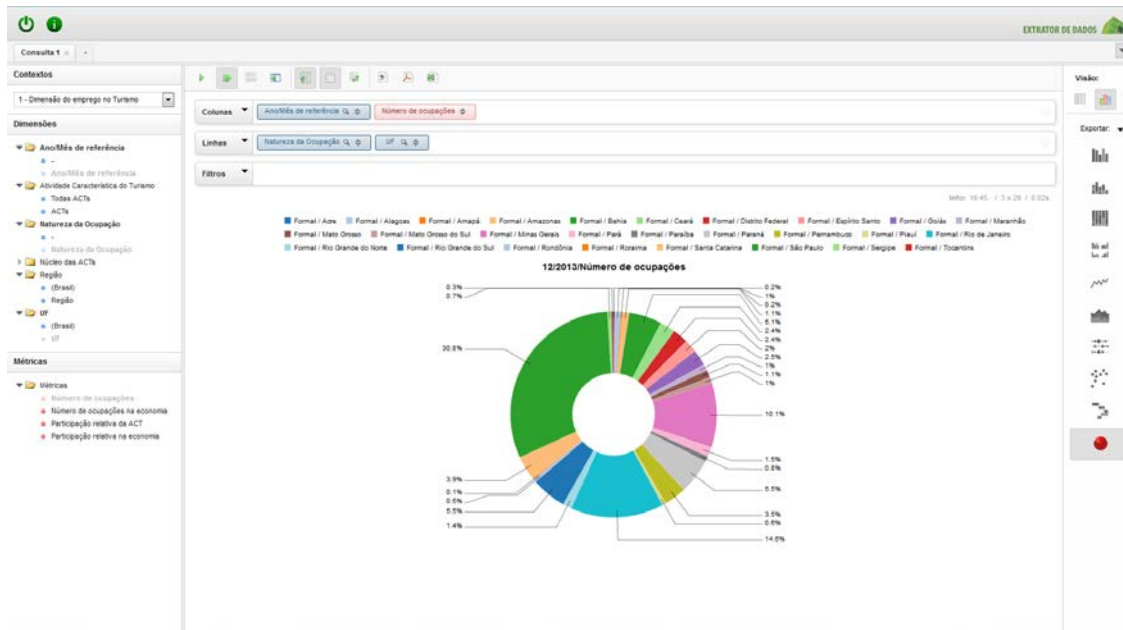 EXTRATOR DE DADOS
Consulta 1
Contextos
1 - Dimensão do emprego no Turismo
Dimensões
Ano/Mês de referência
-
Ano/Mês de referência
Atividade Característica do Turismo
Todas ACTs
ACTs
Natureza da Ocupação
-
Natureza da Ocupação
Núcleo das ACTs
Região
(Brasil)
Região
UF
(Brasil)
UF
Métricas
Métricas
Número de ocupações
Número de ocupações na economia
Participação relativa da ACT
Participação relativa na economia
Colunas Ano/Mês de referência Número de ocupações
Linhas Natureza da Ocupação UF
Filtros
16:45 / 3 x 28 / 0.02s
Formal / Acre Formal / Alagoas Formal / Amapá Formal / Amazonas Formal / Bahia Formal / Ceará Formal / Distrito Federal Formal / Espírito Santo Formal / Goiás Formal / Maranhão
Formal / Mato Grosso Formal / Mato Grosso do Sul Formal / Minas Gerais Formal / Pará Formal / Paraíba Formal / Paraná Formal / Pernambuco Formal / Piauí Formal / Rio de Janeiro
Formal / Rio Grande do Norte Formal / Rio Grande do Sul Formal / Rondônia Formal / Roraima Formal / Santa Catarina Formal / São Paulo Formal / Sergipe Formal / Tocantins
12/2013/Número de ocupações
0.3%
0.7%
30.8%
3.9%
0.1%
0.5%
5.5%
1.4%
0.2%
1%
0.2%
1.1%
5.1%
2.4%
2.4%
2%
2.5%
1%
1.1%
1%
10.1%
1.5%
0.8%
5.5%
3.5%
0.6%
14.6%
Visão:
Exportar: